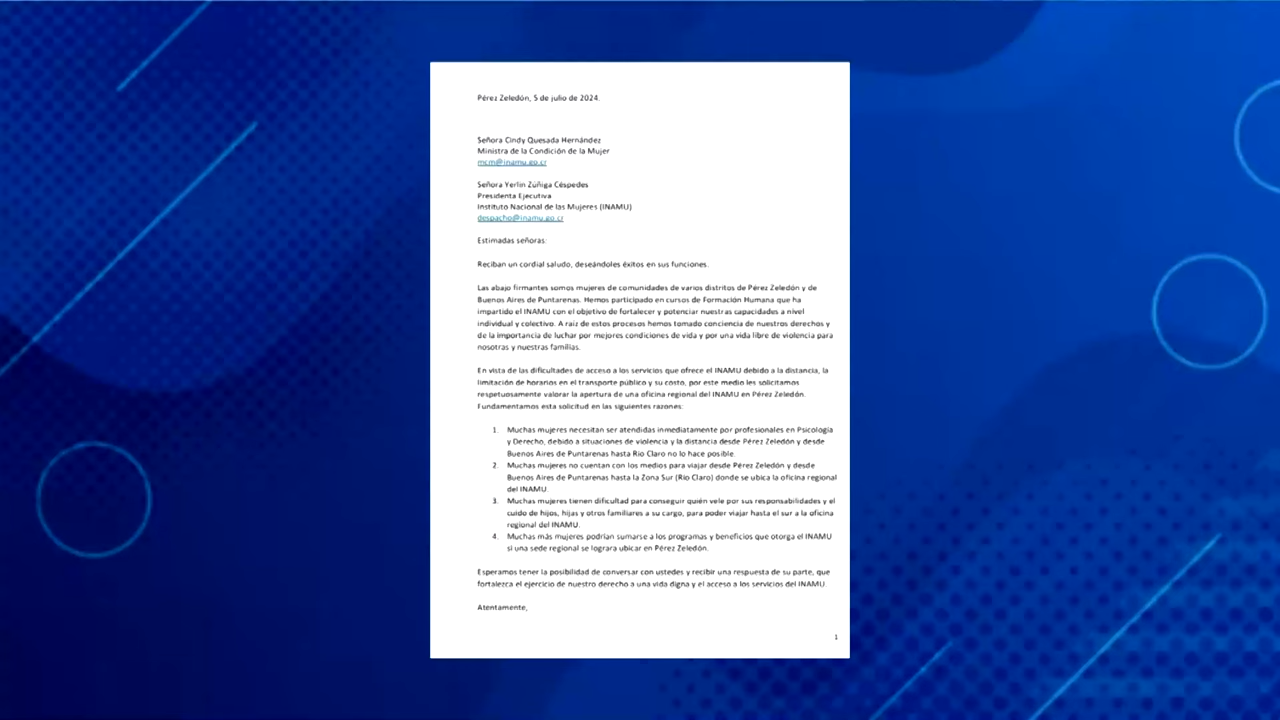 Pérez Zeledón, 5 de julio de 2024.
Señora Cindy Quesada Hernández
Ministra de la Condición de la Mujer
mcm@inamu.go.cr
Señora Yerlin Zúñiga Céspedes
Presidenta Ejecutiva
Instituto Nacional de las Mujeres (INAMU)
despacho@inamu.go.cr
Estimadas señoras:
Reciban un cordial saludo, deseándoles éxitos en sus funciones.
Las abajo firmantes somos mujeres de comunidades de varios distritos de Pérez Zeledón y de
Buenos Aires de Puntarenas. Hemos participado en cursos de Formación Humana que ha
impartido el INAMU con el objetivo de fortalecer y potenciar nuestras capacidades a nivel
individual y colectivo. A raíz de estos procesos hemos tomado conciencia de nuestros derechos y
de la importancia de luchar por mejores condiciones de vida y por una vida libre de violencia para
nosotras y nuestras familias.
En vista de las dificultades de acceso a los servicios que ofrece el INAMU debido a la distancia, la
limitación de horarios en el transporte público y su costo, por este medio les solicitamos
respetuosamente valorar la apertura de una oficina regional del INAMU en Pérez Zeledón.
Fundamentamos esta solicitud en las siguientes razones:
1. Muchas mujeres necesitan ser atendidas inmediatamente por profesionales en Psicología
y Derecho, debido a situaciones de violencia y la distancia desde Pérez Zeledón y desde
Buenos Aires de Puntarenas hasta Río Claro no lo hace posible.
2. Muchas mujeres no cuentan con los medios para viajar desde Pérez Zeledón y desde
Buenos Aires de Puntarenas hasta la Zona Sur (Río Claro) donde se ubica la oficina regional
del INAMU.
3. Muchas mujeres tienen dificultad para conseguir quién vele por sus responsabilidades y el
cuido de hijos, hijas y otros familiares a su cargo, para poder viajar hasta el sur a la oficina
regional del INAMU.
4. Muchas más mujeres podrían sumarse a los programas y beneficios que otorga el INAMU
si una sede regional se lograra ubicar en Pérez Zeledón.
Esperamos tener la posibilidad de conversar con ustedes y recibir una respuesta de su parte, que
fortalezca el ejercicio de nuestro derecho a una vida digna y el acceso a los servicios del INAMU.
Atentamente,
1